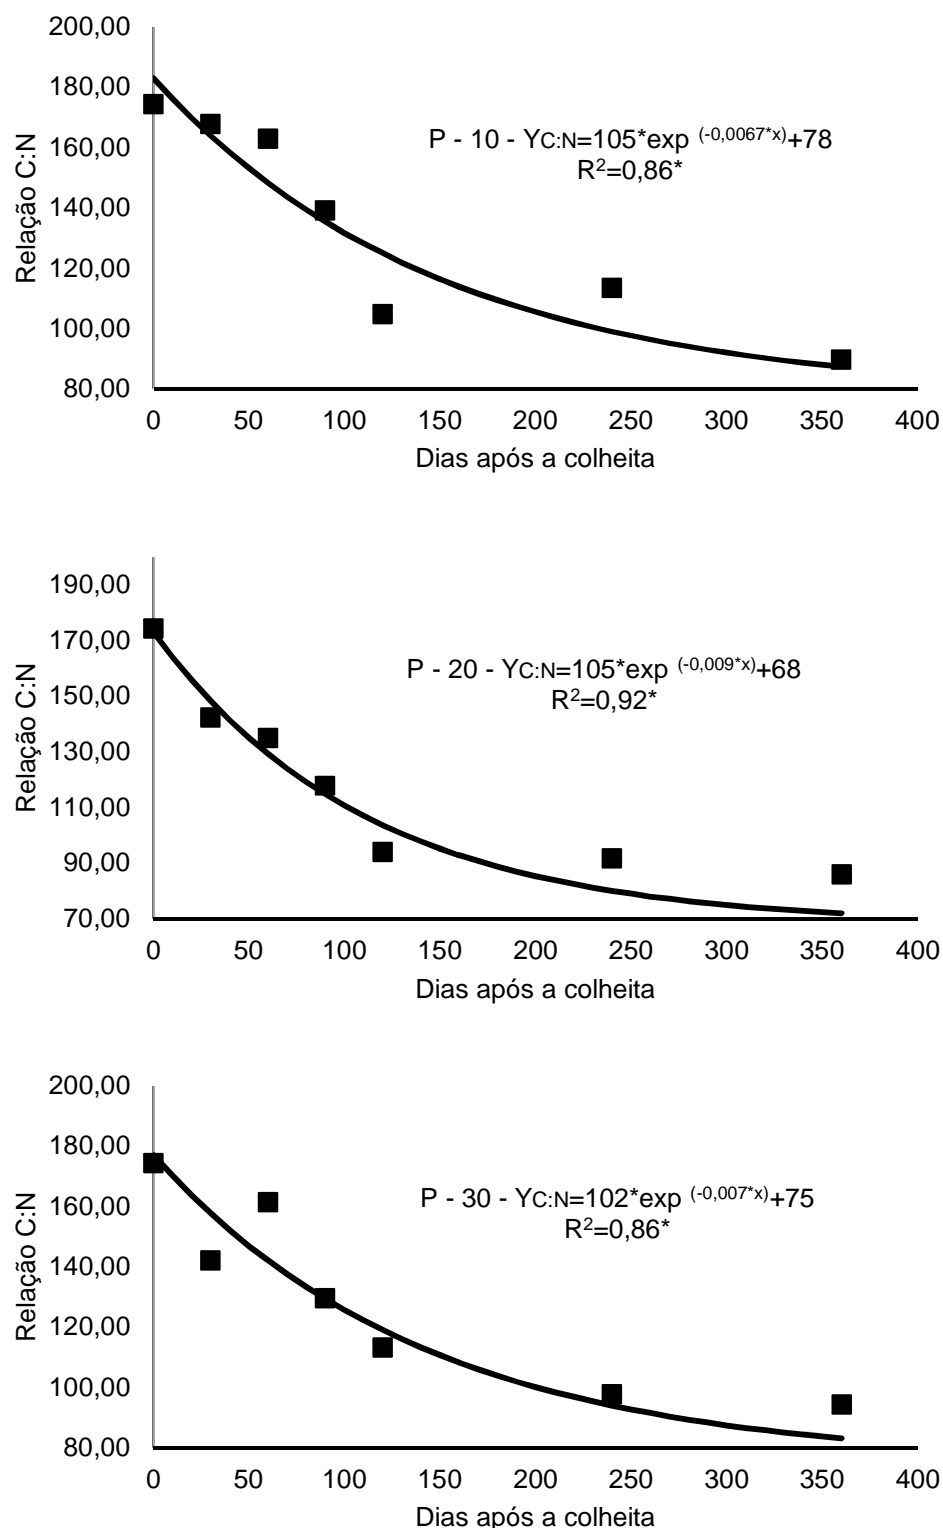 200,00
180,00
160,00
140,00
120,00
100,00
80,00
Relação C:N
P - 10 - YC:N=105*exp (-0,0067*x)+78
R2=0,86*
0 50 100 150 200 250 300 350 400
Dias após a colheita
190,00
170,00
150,00
130,00
110,00
90,00
70,00
Relação C:N
P - 20 - YC:N=105*exp (-0,009*x)+68
R2=0,92*
0 50 100 150 200 250 300 350 400
Dias após a colheita
200,00
180,00
160,00
140,00
120,00
100,00
80,00
Relação C:N
P - 30 - YC:N=102*exp (-0,007*x)+75
R2=0,86*
0 50 100 150 200 250 300 350 400
Dias após a colheita